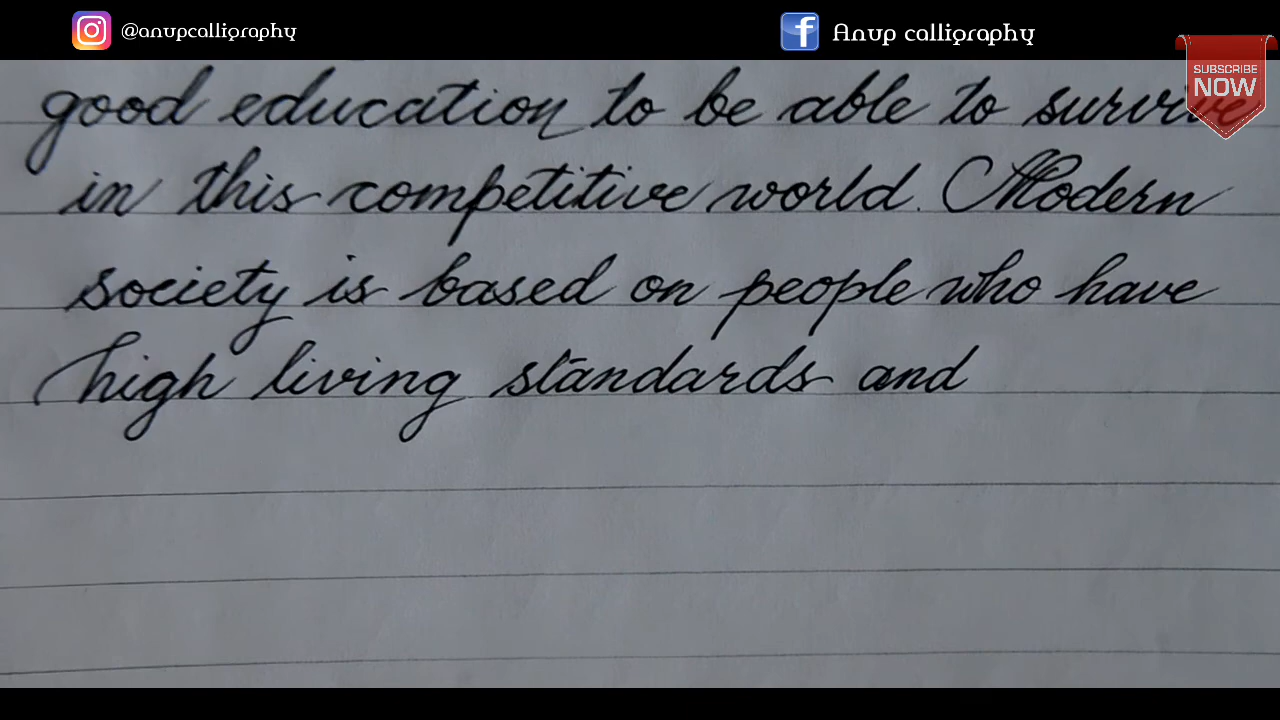 @anupcalligraphy
Anup calligraphy
SUBSCRIBE
NOW
good education to be able to survive
in this competitive world. Modern
society is based on people who have
high living standards and